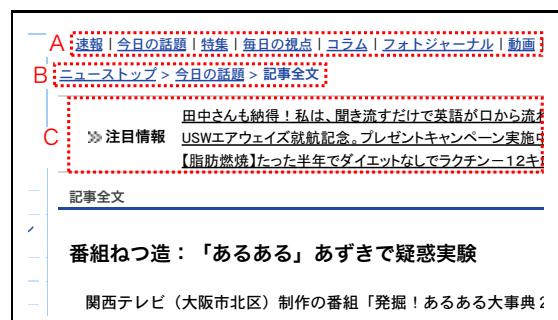 A 速報 | 今日の話題 | 特集 | 毎日の視点 | コラム | フォトジャーナル | 動画
B ニューストップ > 今日の話題 > 記事全文
田中さんも納得！私は、聞き流すだけで英語が口から流れ
C 注目情報 USWエアウェイズ就航記念。プレゼントキャンペーン実施中
【脂肪燃焼】たった半年でダイエットなしでラクチン－12キ
記事全文
番組ねつ造：「あるある」あずきで疑惑実験
関西テレビ（大阪市北区）制作の番組「発掘！あるある大事典2